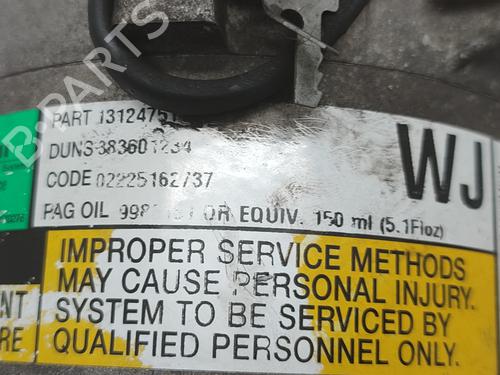 PART 13124751
WJ
DUNS 383601234
CODE 02225162737
PAG OIL OR EQUIV. 150 ml (5.1Floz)
IMPROPER SERVICE METHODS
MAY CAUSE PERSONAL INJURY.
SYSTEM TO BE SERVICED BY
QUALIFIED PERSONNEL ONLY.
B-PARTS